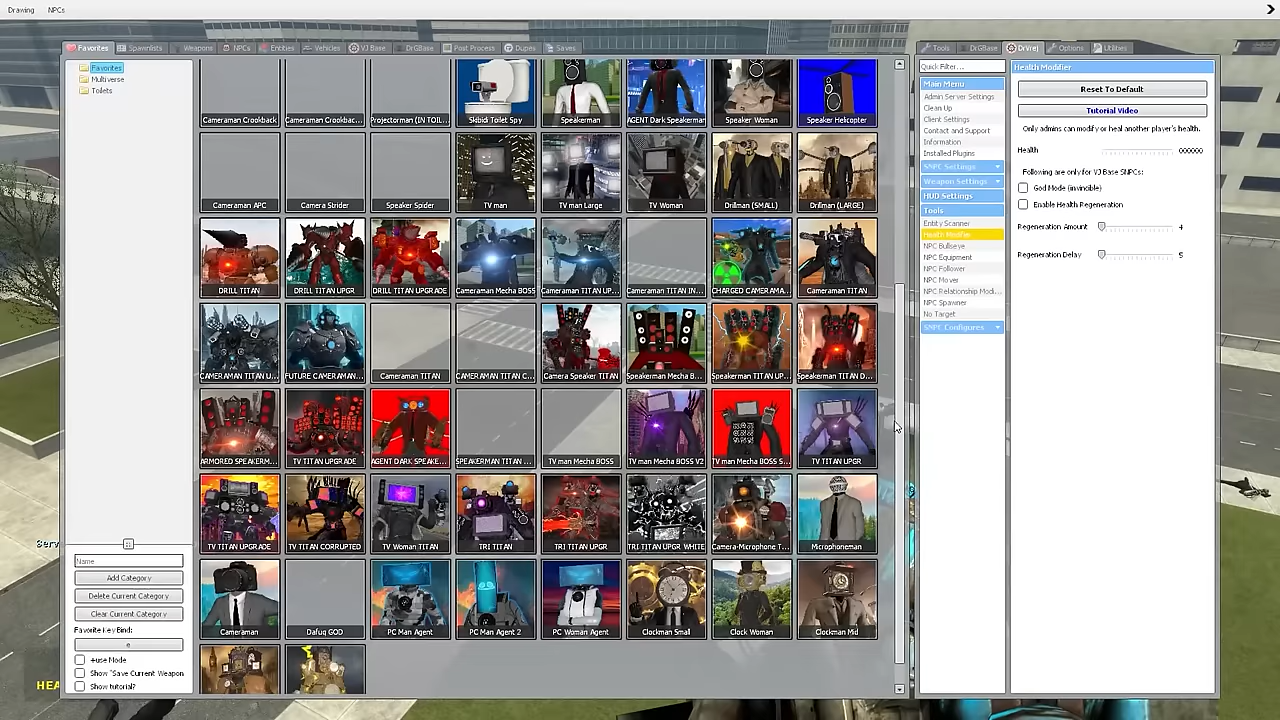 Drawing NPCs
Favorites Spawnlists Weapons NPCs Entities Vehicles VJ Base DrGBase Post Process Dupes Saves
Tools DrGBase DrVrej Options Utilities
Favorites
Multiverse
Toilets
Cameraman Crookback Cameraman Crookbac... Projectorman (IN TOIL... Skibidi Toilet Spy Speakerman AGENT Dark Speakerman Speaker Woman Speaker Helicopter
Cameraman APC Camera Strider Speaker Spider TV man TV man Large TV Woman Drillman (SMALL) Drillman (LARGE)
DRILL TITAN DRILL TITAN UPGR DRILL TITAN UPGRADE Cameraman Mecha BOSS Cameraman TITAN UP... Cameraman TITAN IN... CHARGED CAMERAMA... Cameraman TITAN
CAMERAMAN TITAN U... FUTURE CAMERAMAN... Cameraman TITAN CAMERAMAN TITAN C... Camera Speaker TITAN Speakerman Mecha B... Speakerman TITAN UP... Speakerman TITAN D...
ARMORED SPEAKERM... TV TITAN UPGRADE AGENT DARK SPEAKE... SPEAKERMAN TITAN ... TV man Mecha BOSS TV man Mecha BOSS V2 TV man Mecha BOSS S... TV TITAN UPGR
TV TITAN UPGRADE TV TITAN CORRUPTED TV Woman TITAN TRI TITAN TRI TITAN UPGR TRI TITAN UPGR WHITE Camera-Microphone T... Microphoneman
Cameraman Dafuq GOD PC Man Agent PC Man Agent 2 PC Woman Agent Clockman Small Clock Woman Clockman Mid
Serv
Name
Add Category
Delete Current Category
Clear Current Category
Favorite Key Bind:
e
+use Mode
Show "Save Current Weapon
Show tutorial?
HEA
Quick Filter...
Main Menu
Admin Server Settings
Clean Up
Client Settings
Contact and Support
Information
Installed Plugins
SNPC Settings
Weapon Settings
HUD Settings
Tools
Entity Scanner
Health Modifier
NPC Bullseye
NPC Equipment
NPC Follower
NPC Mover
NPC Relationship Modi...
NPC Spawner
No Target
SNPC Configures
Health Modifier
Reset To Default
Tutorial Video
Only admins can modify or heal another player's health.
Health 000000
Following are only for VJ Base SNPCs:
God Mode (invincible)
Enable Health Regeneration
Regeneration Amount 4
Regeneration Delay 5